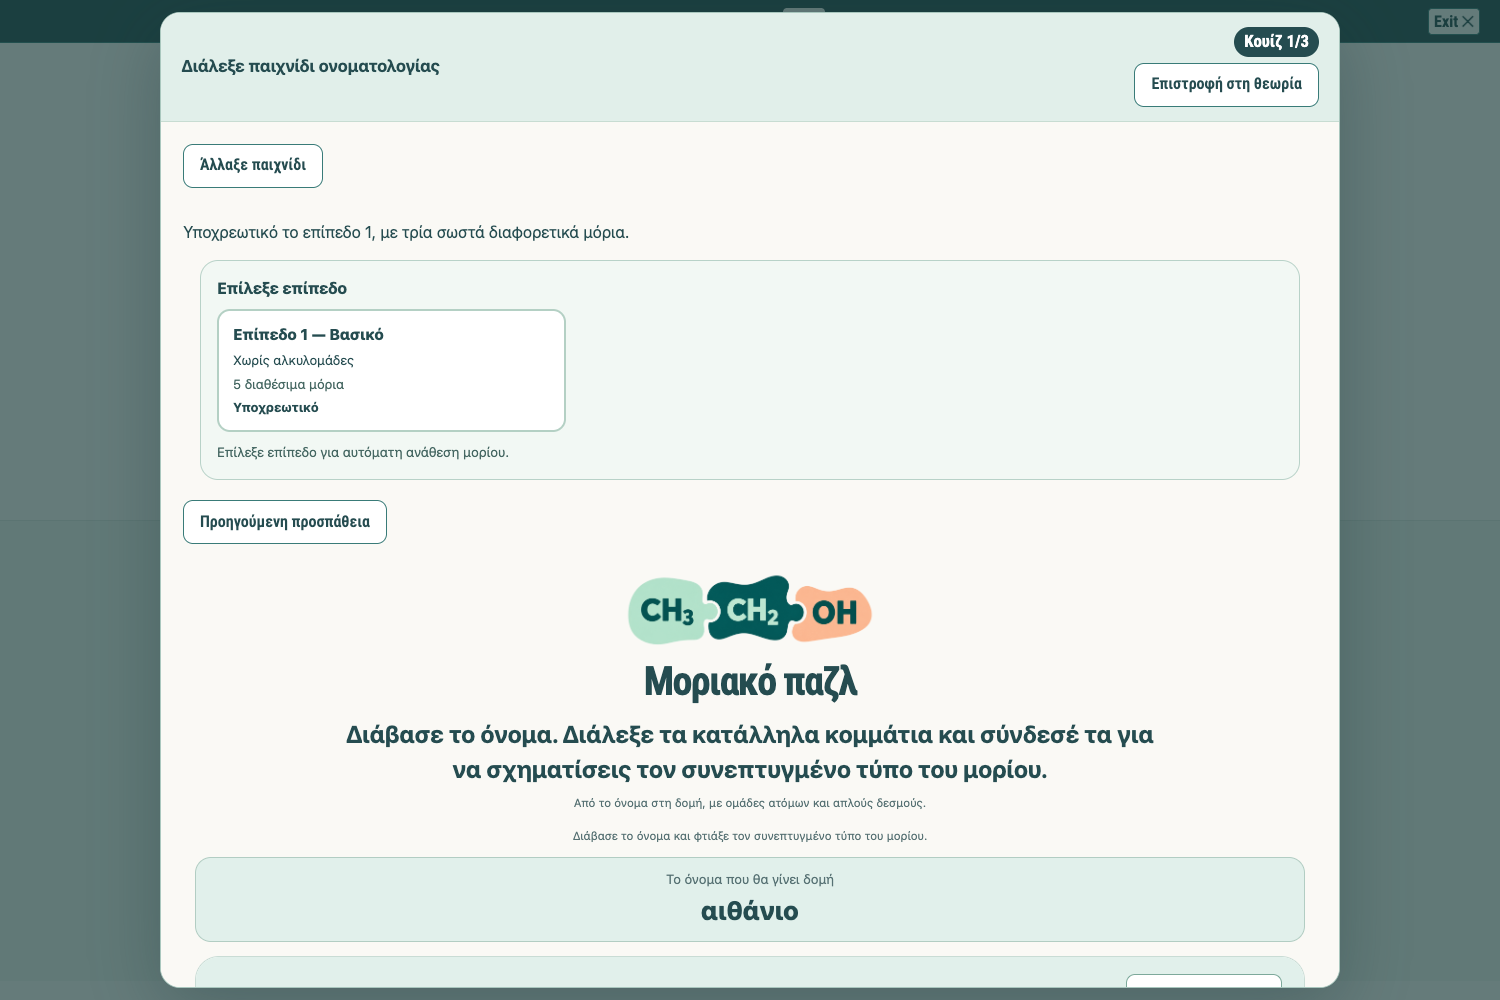 Exit
Διάλεξε παιχνίδι ονοματολογίας
Κουίζ 1/3
Επιστροφή στη θεωρία
Άλλαξε παιχνίδι
Υποχρεωτικό το επίπεδο 1, με τρία σωστά διαφορετικά μόρια.
Επίλεξε επίπεδο
Επίπεδο 1 — Βασικό
Χωρίς αλκυλομάδες
5 διαθέσιμα μόρια
Υποχρεωτικό
Επίλεξε επίπεδο για αυτόματη ανάθεση μορίου.
Προηγούμενη προσπάθεια
CH₃ CH₂ OH
Μοριακό παζλ
Διάβασε το όνομα. Διάλεξε τα κατάλληλα κομμάτια και σύνδεσέ τα για
να σχηματίσεις τον συνεπτυγμένο τύπο του μορίου.
Από το όνομα στη δομή, με ομάδες ατόμων και απλούς δεσμούς.
Διάβασε το όνομα και φτιάξε τον συνεπτυγμένο τύπο του μορίου.
Το όνομα που θα γίνει δομή
αιθάνιο